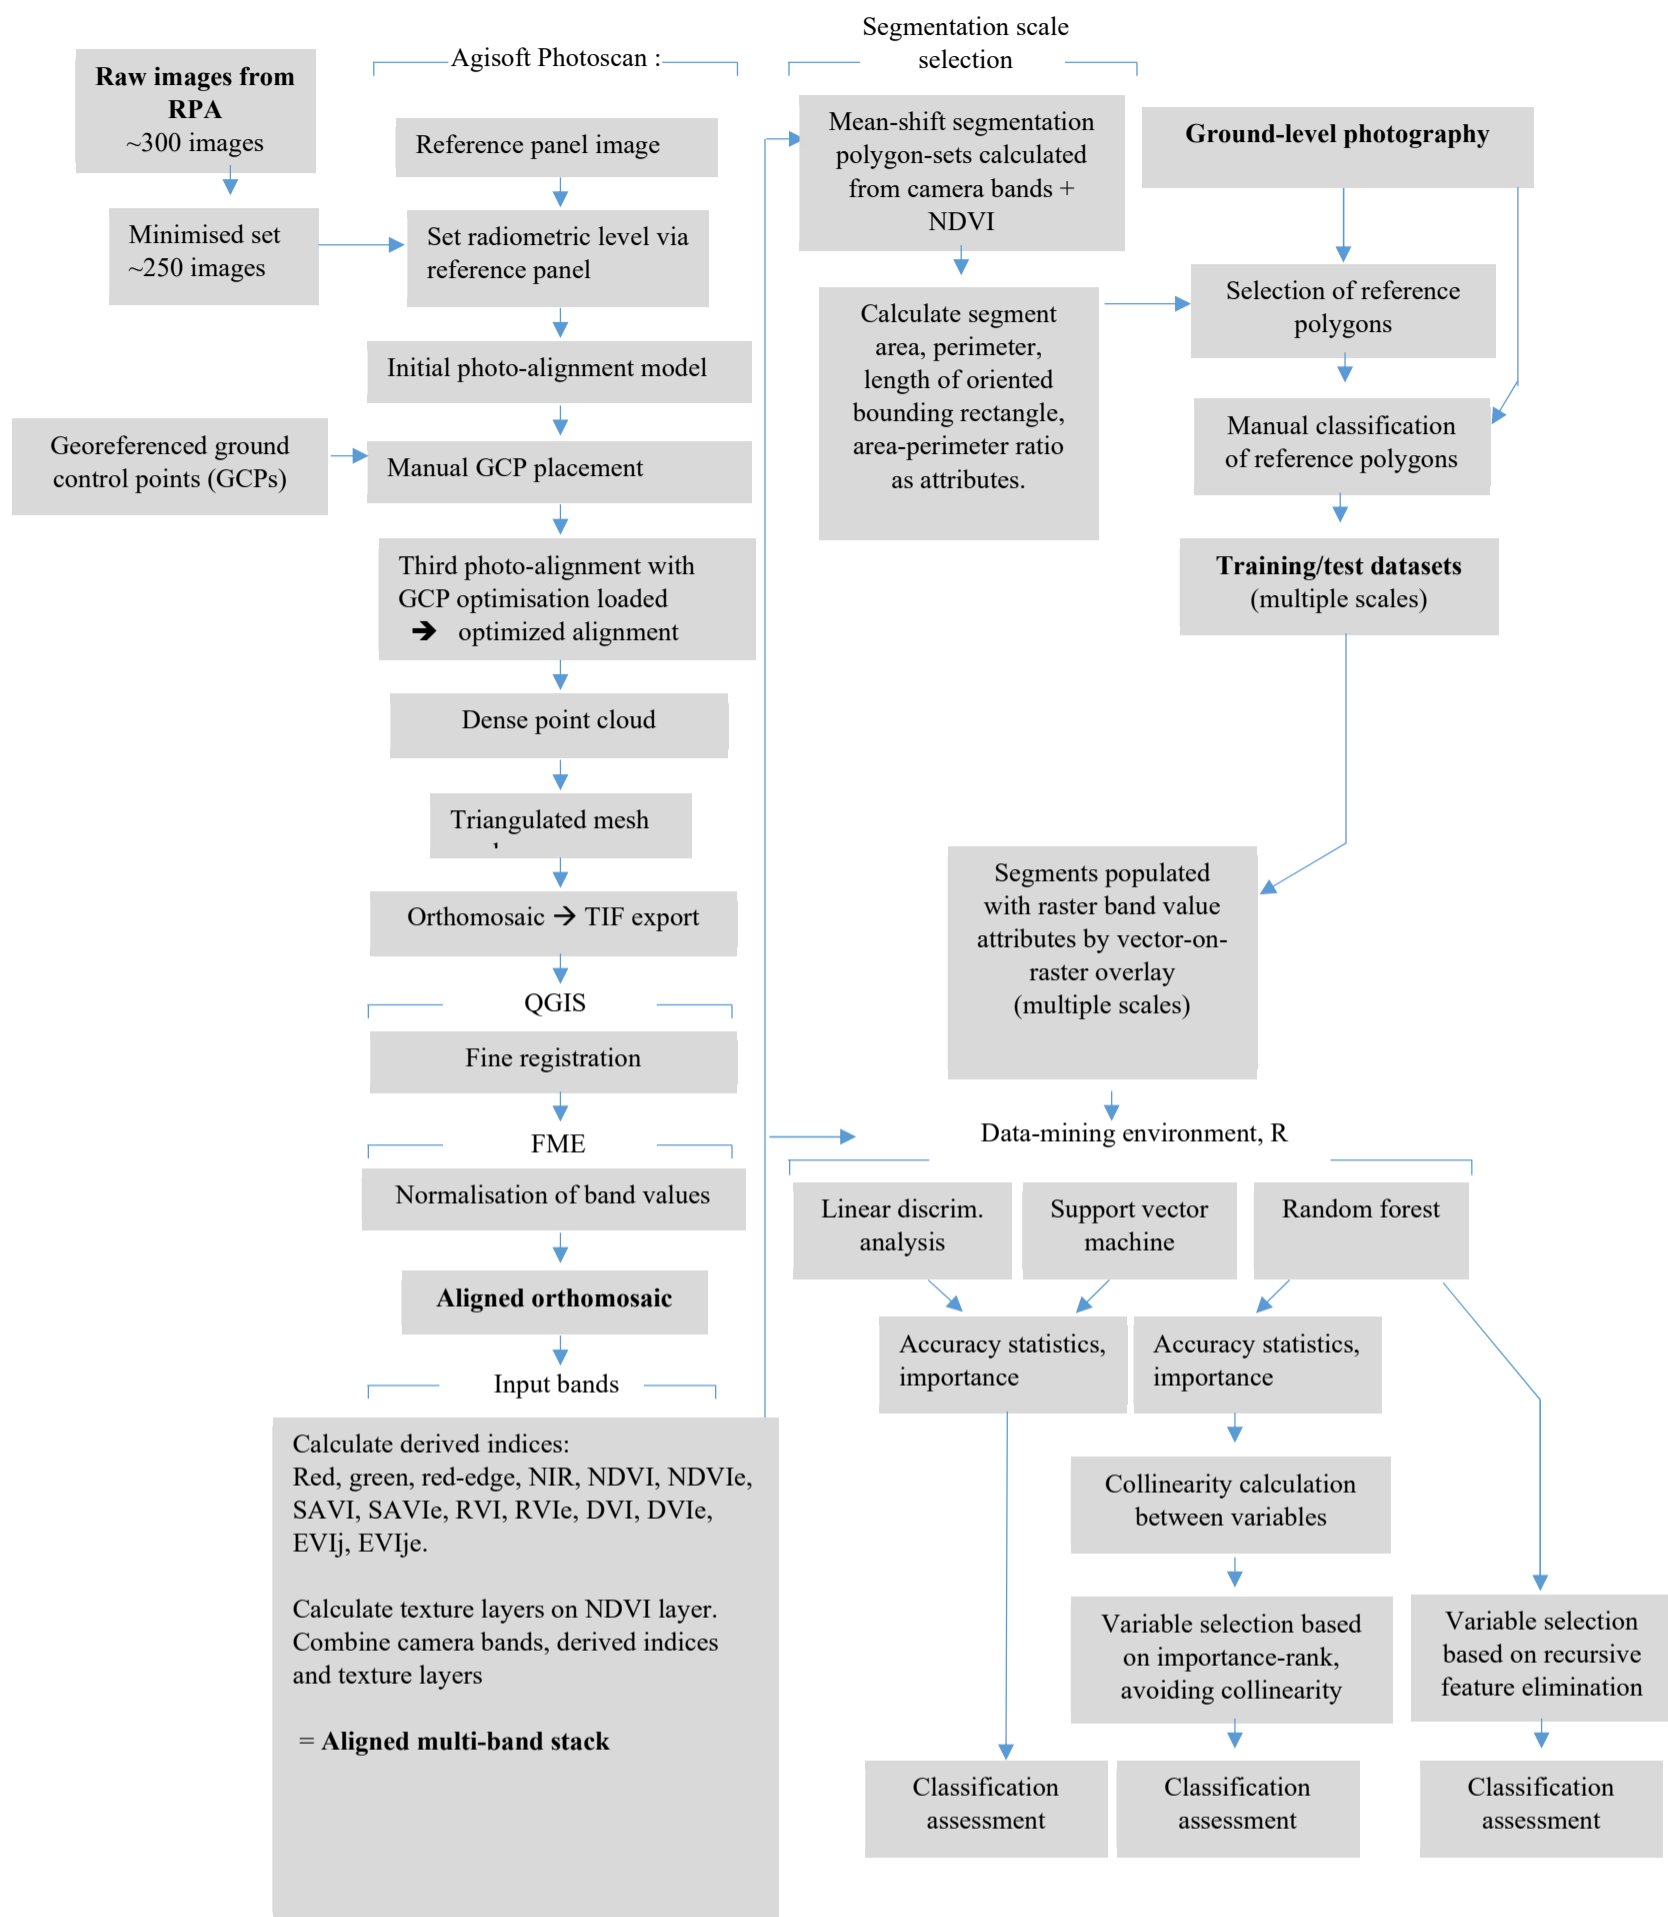 Raw images from
RPA
~300 images
Minimised set
~250 images
Georeferenced ground
control points (GCPs)
Agisoft Photoscan :
Reference panel image
Set radiometric level via
reference panel
Initial photo-alignment model
Manual GCP placement
Third photo-alignment with
GCP optimisation loaded
➔ optimized alignment
Dense point cloud
Triangulated mesh
Orthomosaic → TIF export
QGIS
Fine registration
FME
Normalisation of band values
Aligned orthomosaic
Input bands
Calculate derived indices:
Red, green, red-edge, NIR, NDVI, NDVIe,
SAVI, SAVIe, RVI, RVIe, DVI, DVIe,
EVIj, EVIje.
Calculate texture layers on NDVI layer.
Combine camera bands, derived indices
and texture layers
= Aligned multi-band stack
Segmentation scale
selection
Mean-shift segmentation
polygon-sets calculated
from camera bands +
NDVI
Calculate segment
area, perimeter,
length of oriented
bounding rectangle,
area-perimeter ratio
as attributes.
Ground-level photography
Selection of reference
polygons
Manual classification
of reference polygons
Training/test datasets
(multiple scales)
Segments populated
with raster band value
attributes by vector-on-
raster overlay
(multiple scales)
Data-mining environment, R
Linear discrim.
analysis
Support vector
machine
Random forest
Accuracy statistics,
importance
Accuracy statistics,
importance
Collinearity calculation
between variables
Variable selection based
on importance-rank,
avoiding collinearity
Variable selection
based on recursive
feature elimination
Classification
assessment
Classification
assessment
Classification
assessment